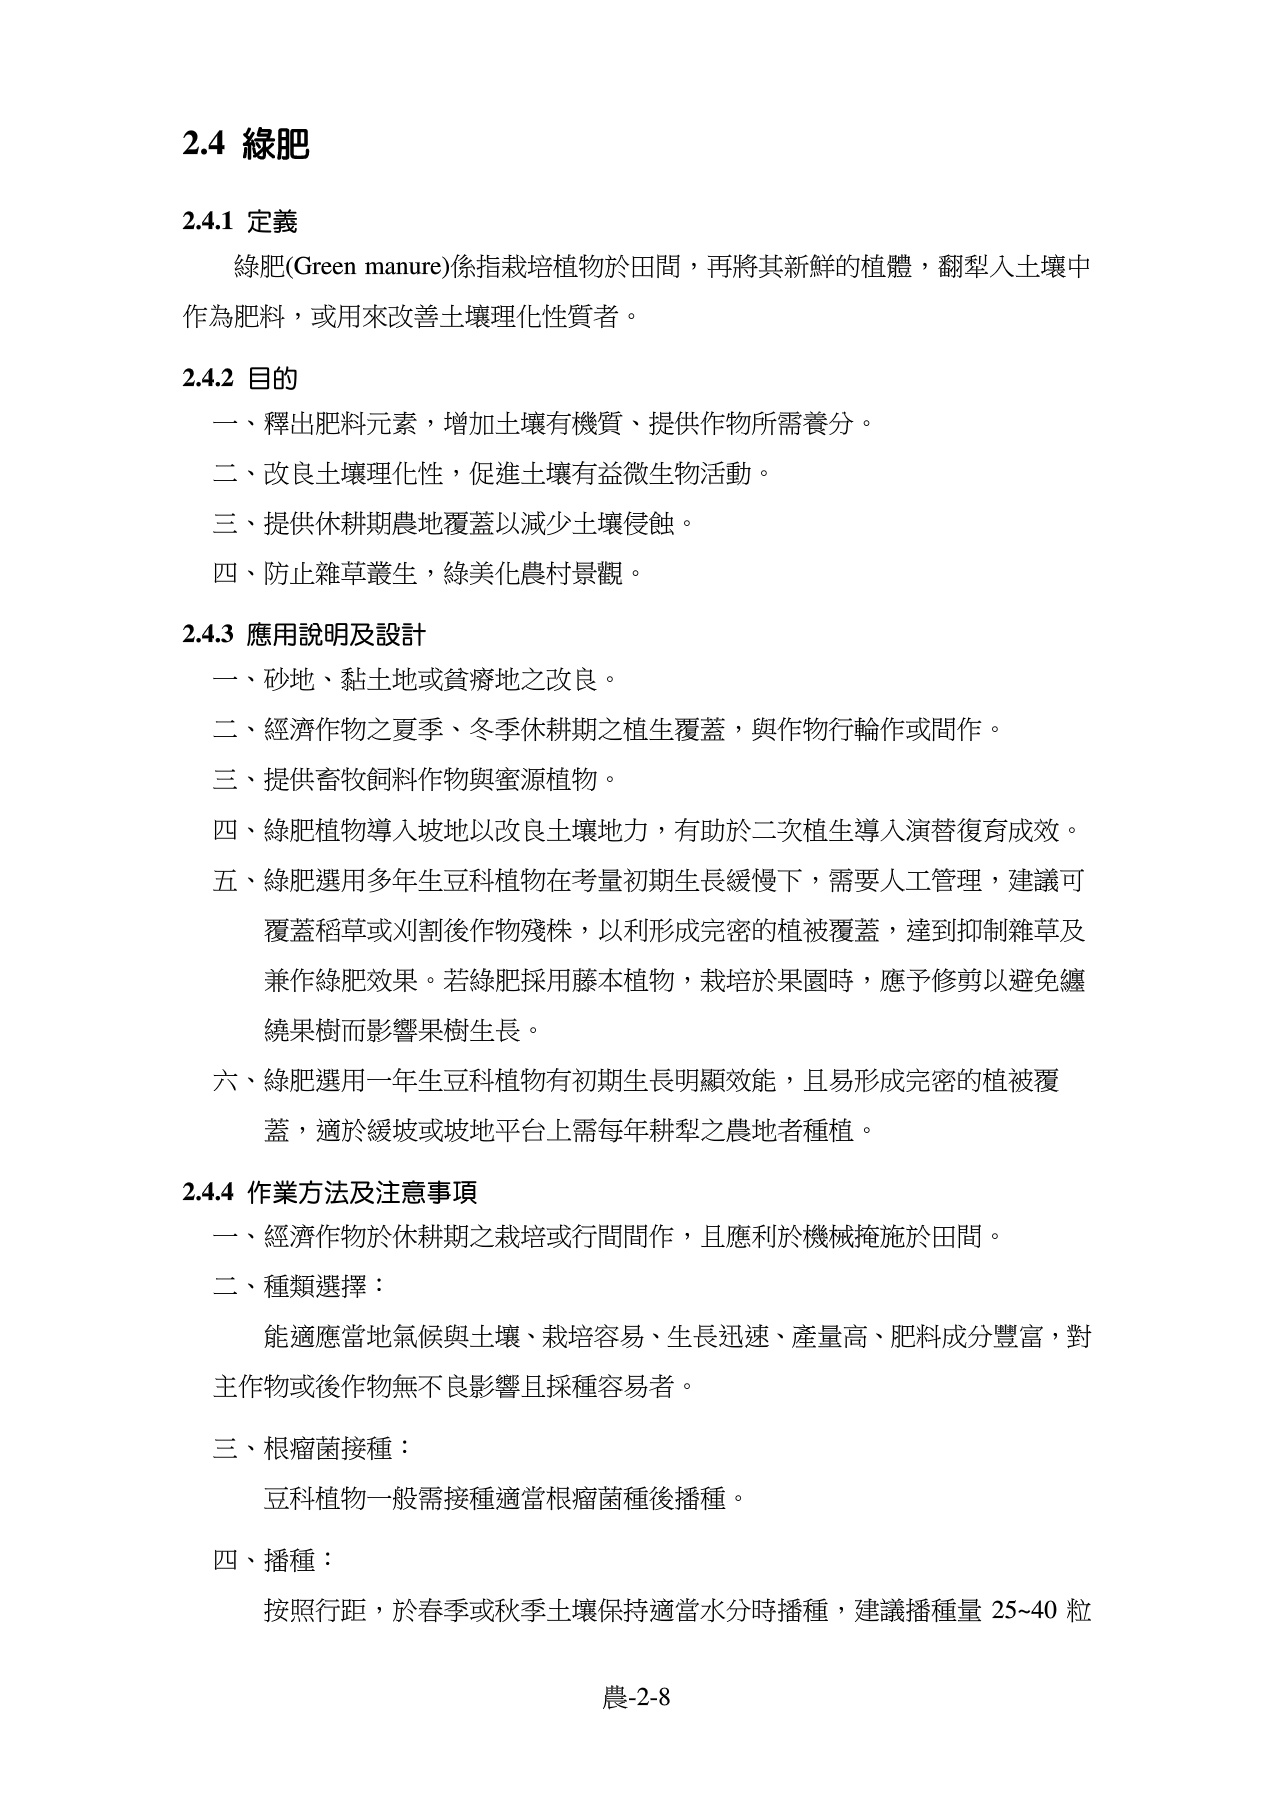 2.4 綠肥
2.4.1 定義
綠肥(Green manure)係指栽培植物於田間，再將其新鮮的植體，翻犁入土壤中
作為肥料，或用來改善土壤理化性質者。
2.4.2 目的
一、釋出肥料元素，增加土壤有機質、提供作物所需養分。
二、改良土壤理化性，促進土壤有益微生物活動。
三、提供休耕期農地覆蓋以減少土壤侵蝕。
四、防止雜草叢生，綠美化農村景觀。
2.4.3 應用說明及設計
一、砂地、黏土地或貧瘠地之改良。
二、經濟作物之夏季、冬季休耕期之植生覆蓋，與作物行輪作或間作。
三、提供畜牧飼料作物與蜜源植物。
四、綠肥植物導入坡地以改良土壤地力，有助於二次植生導入演替復育成效。
五、綠肥選用多年生豆科植物在考量初期生長緩慢下，需要人工管理，建議可
覆蓋稻草或刈割後作物殘株，以利形成完密的植被覆蓋，達到抑制雜草及
兼作綠肥效果。若綠肥採用藤本植物，栽培於果園時，應予修剪以避免纏
繞果樹而影響果樹生長。
六、綠肥選用一年生豆科植物有初期生長明顯效能，且易形成完密的植被覆
蓋，適於緩坡或坡地平台上需每年耕犁之農地者種植。
2.4.4 作業方法及注意事項
一、經濟作物於休耕期之栽培或行間間作，且應利於機械掩施於田間。
二、種類選擇：
能適應當地氣候與土壤、栽培容易、生長迅速、產量高、肥料成分豐富，對
主作物或後作物無不良影響且採種容易者。
三、根瘤菌接種：
豆科植物一般需接種適當根瘤菌種後播種。
四、播種：
按照行距，於春季或秋季土壤保持適當水分時播種，建議播種量 25~40 粒
農-2-8